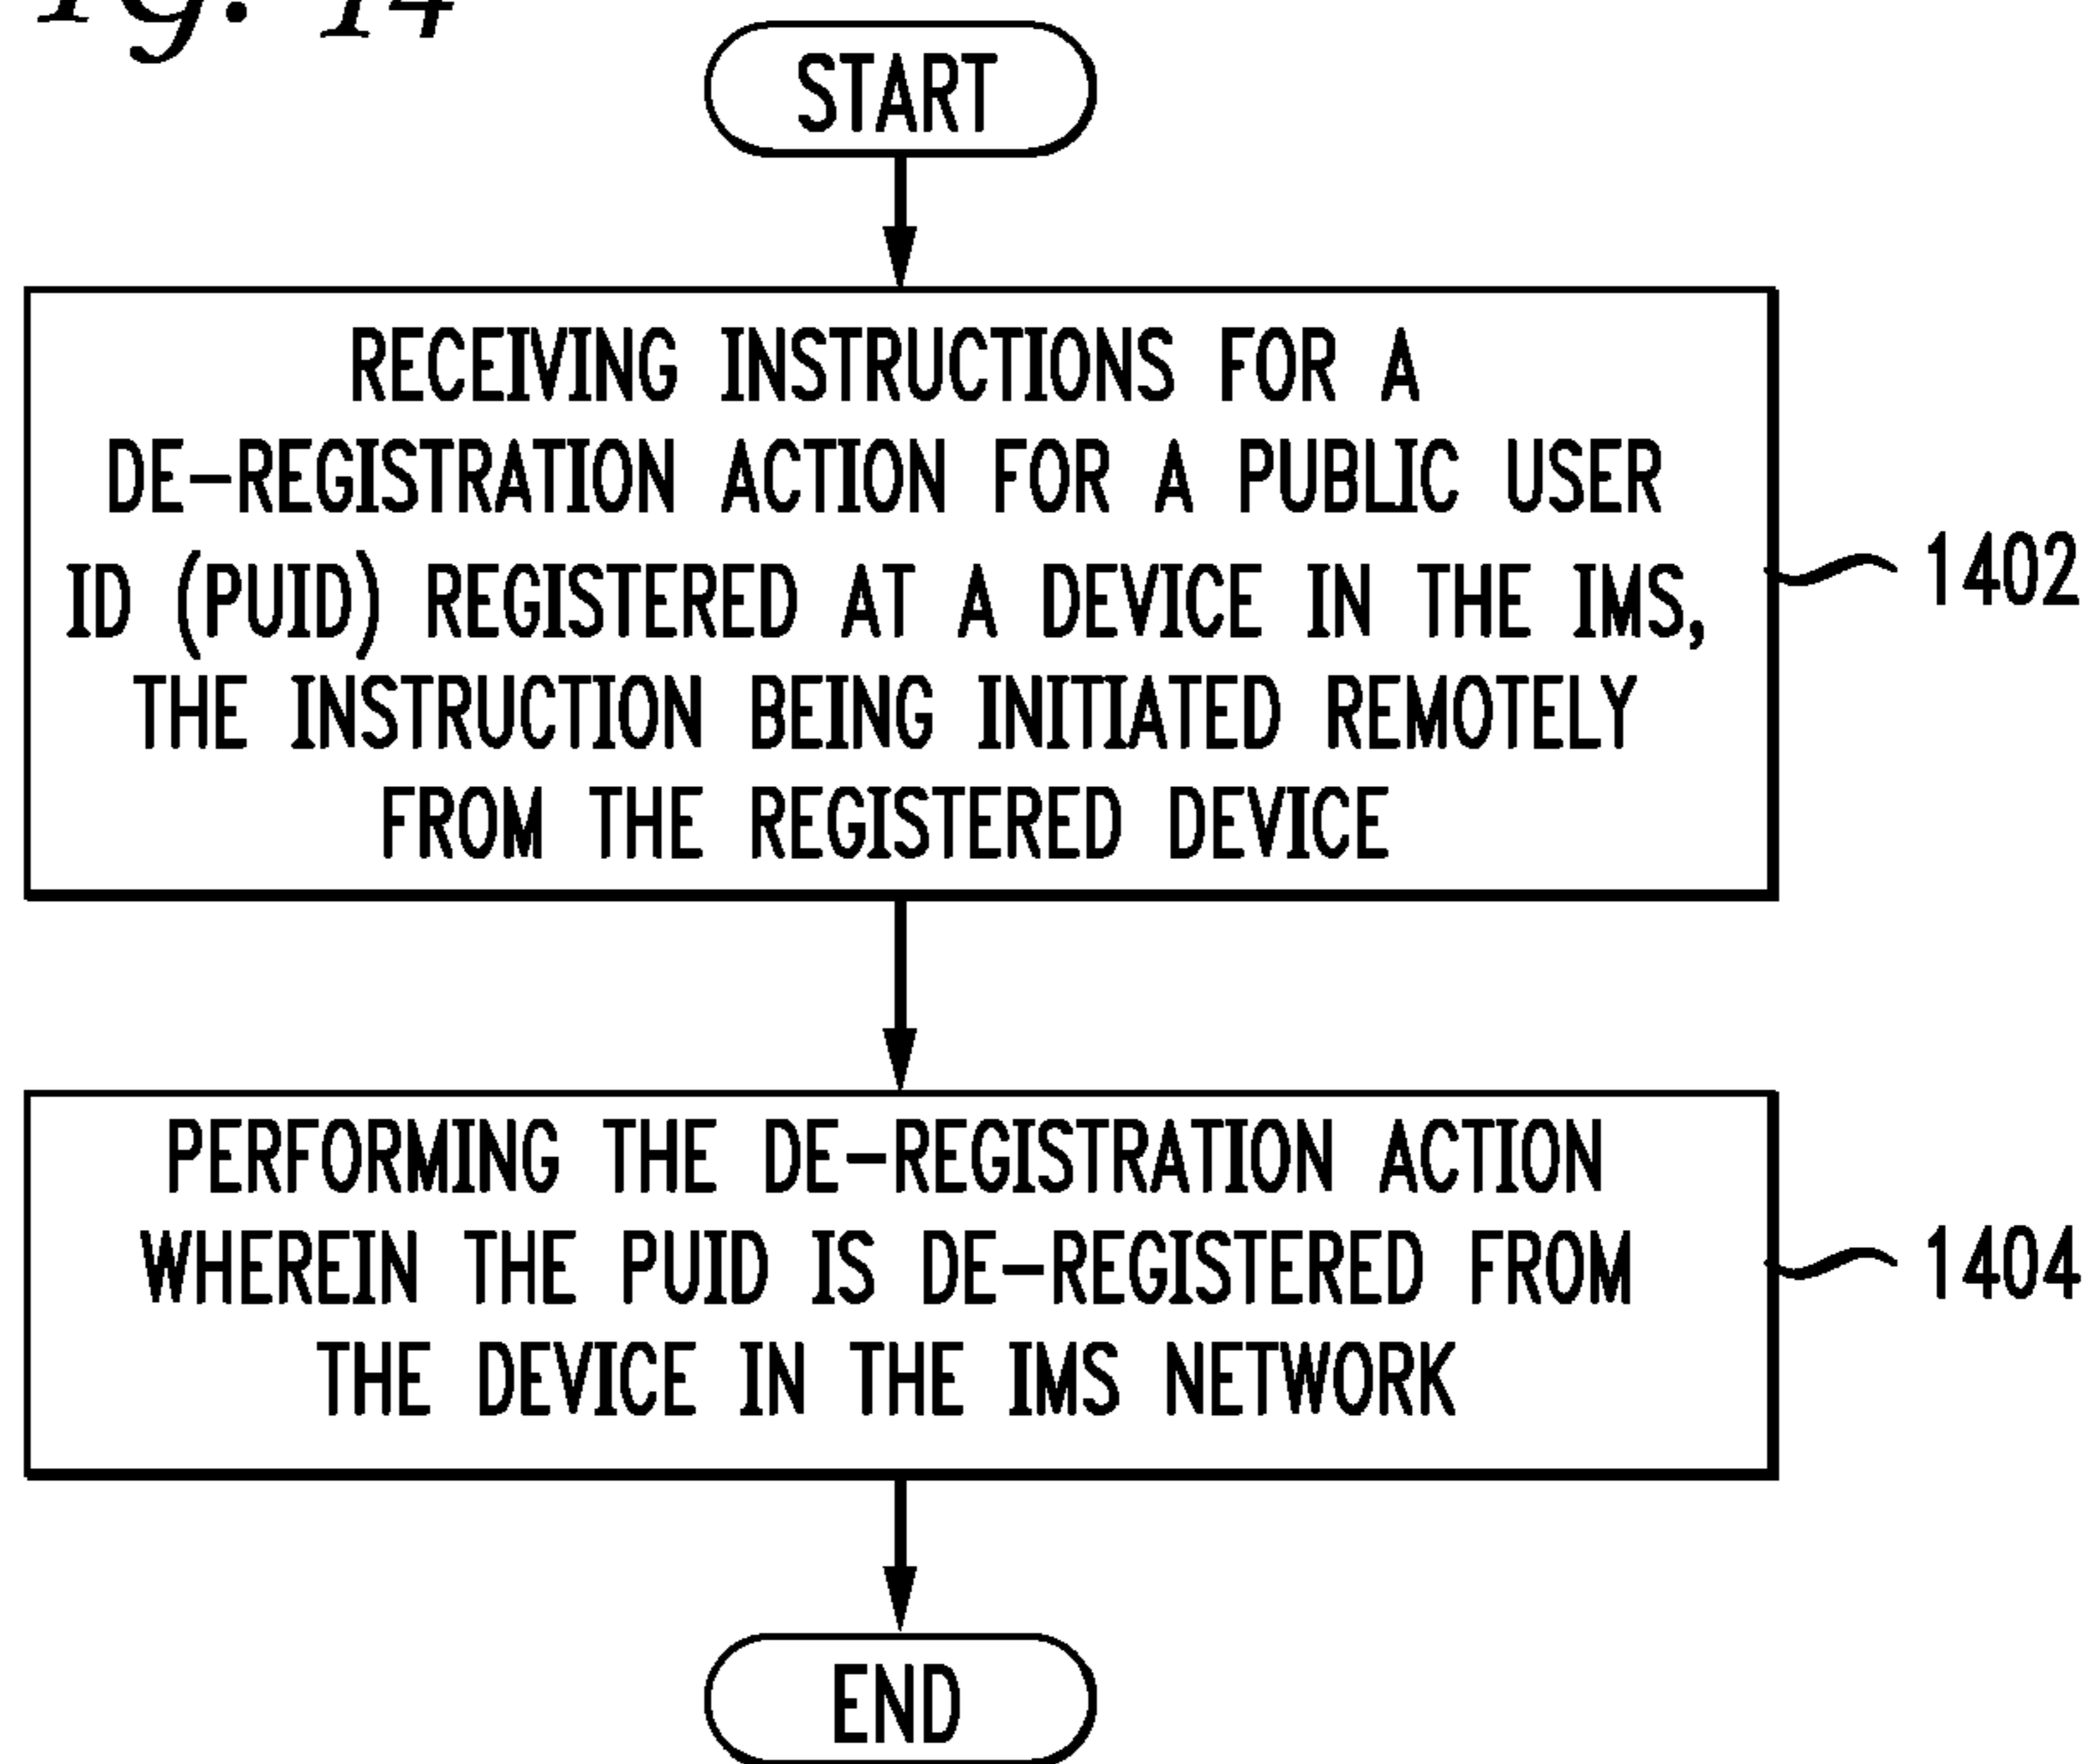 Fig. 14
START
RECEIVING INSTRUCTIONS FOR A
DE-REGISTRATION ACTION FOR A PUBLIC USER
ID (PUID) REGISTERED AT A DEVICE IN THE IMS,
THE INSTRUCTION BEING INITIATED REMOTELY
FROM THE REGISTERED DEVICE
1402
PERFORMING THE DE-REGISTRATION ACTION
WHEREIN THE PUID IS DE-REGISTERED FROM
THE DEVICE IN THE IMS NETWORK
1404
END